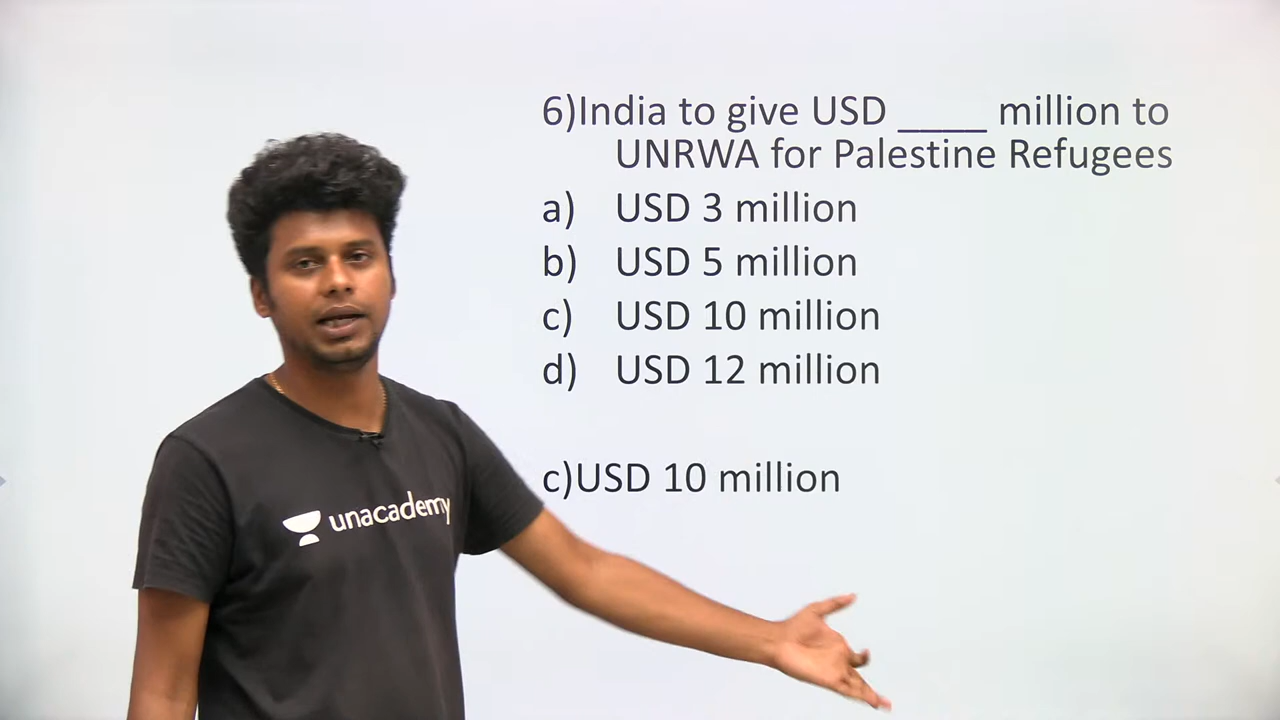 6)India to give USD ____ million to
UNRWA for Palestine Refugees
a) USD 3 million
b) USD 5 million
c) USD 10 million
d) USD 12 million
c)USD 10 million
unacademy